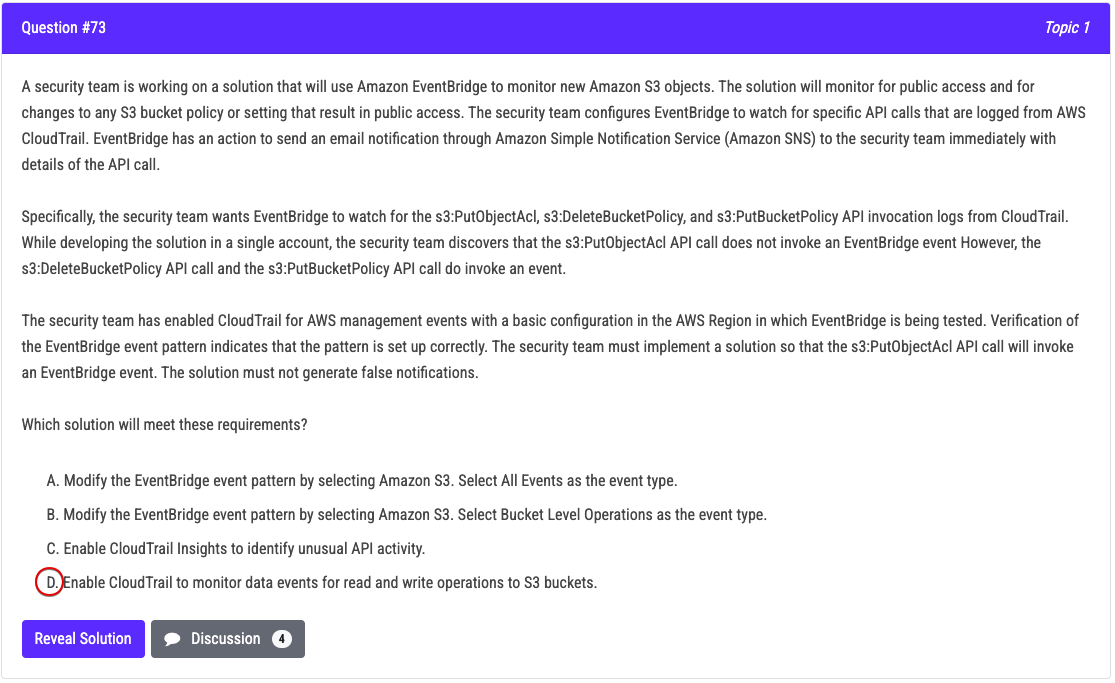 Question #73
Topic 1
A security team is working on a solution that will use Amazon EventBridge to monitor new Amazon S3 objects. The solution will monitor for public access and for
changes to any S3 bucket policy or setting that result in public access. The security team configures EventBridge to watch for specific API calls that are logged from AWS
CloudTrail. EventBridge has an action to send an email notification through Amazon Simple Notification Service (Amazon SNS) to the security team immediately with
details of the API call.
Specifically, the security team wants EventBridge to watch for the s3:PutObjectAcl, s3:DeleteBucketPolicy, and s3:PutBucketPolicy API invocation logs from CloudTrail.
While developing the solution in a single account, the security team discovers that the s3:PutObjectAcl API call does not invoke an EventBridge event However, the
s3:DeleteBucketPolicy API call and the s3:PutBucketPolicy API call do invoke an event.
The security team has enabled CloudTrail for AWS management events with a basic configuration in the AWS Region in which EventBridge is being tested. Verification of
the EventBridge event pattern indicates that the pattern is set up correctly. The security team must implement a solution so that the s3:PutObjectAcl API call will invoke
an EventBridge event. The solution must not generate false notifications.
Which solution will meet these requirements?
A. Modify the EventBridge event pattern by selecting Amazon S3. Select All Events as the event type.
B. Modify the EventBridge event pattern by selecting Amazon S3. Select Bucket Level Operations as the event type.
C. Enable CloudTrail Insights to identify unusual API activity.
D. Enable CloudTrail to monitor data events for read and write operations to S3 buckets.
Reveal Solution
Discussion 4